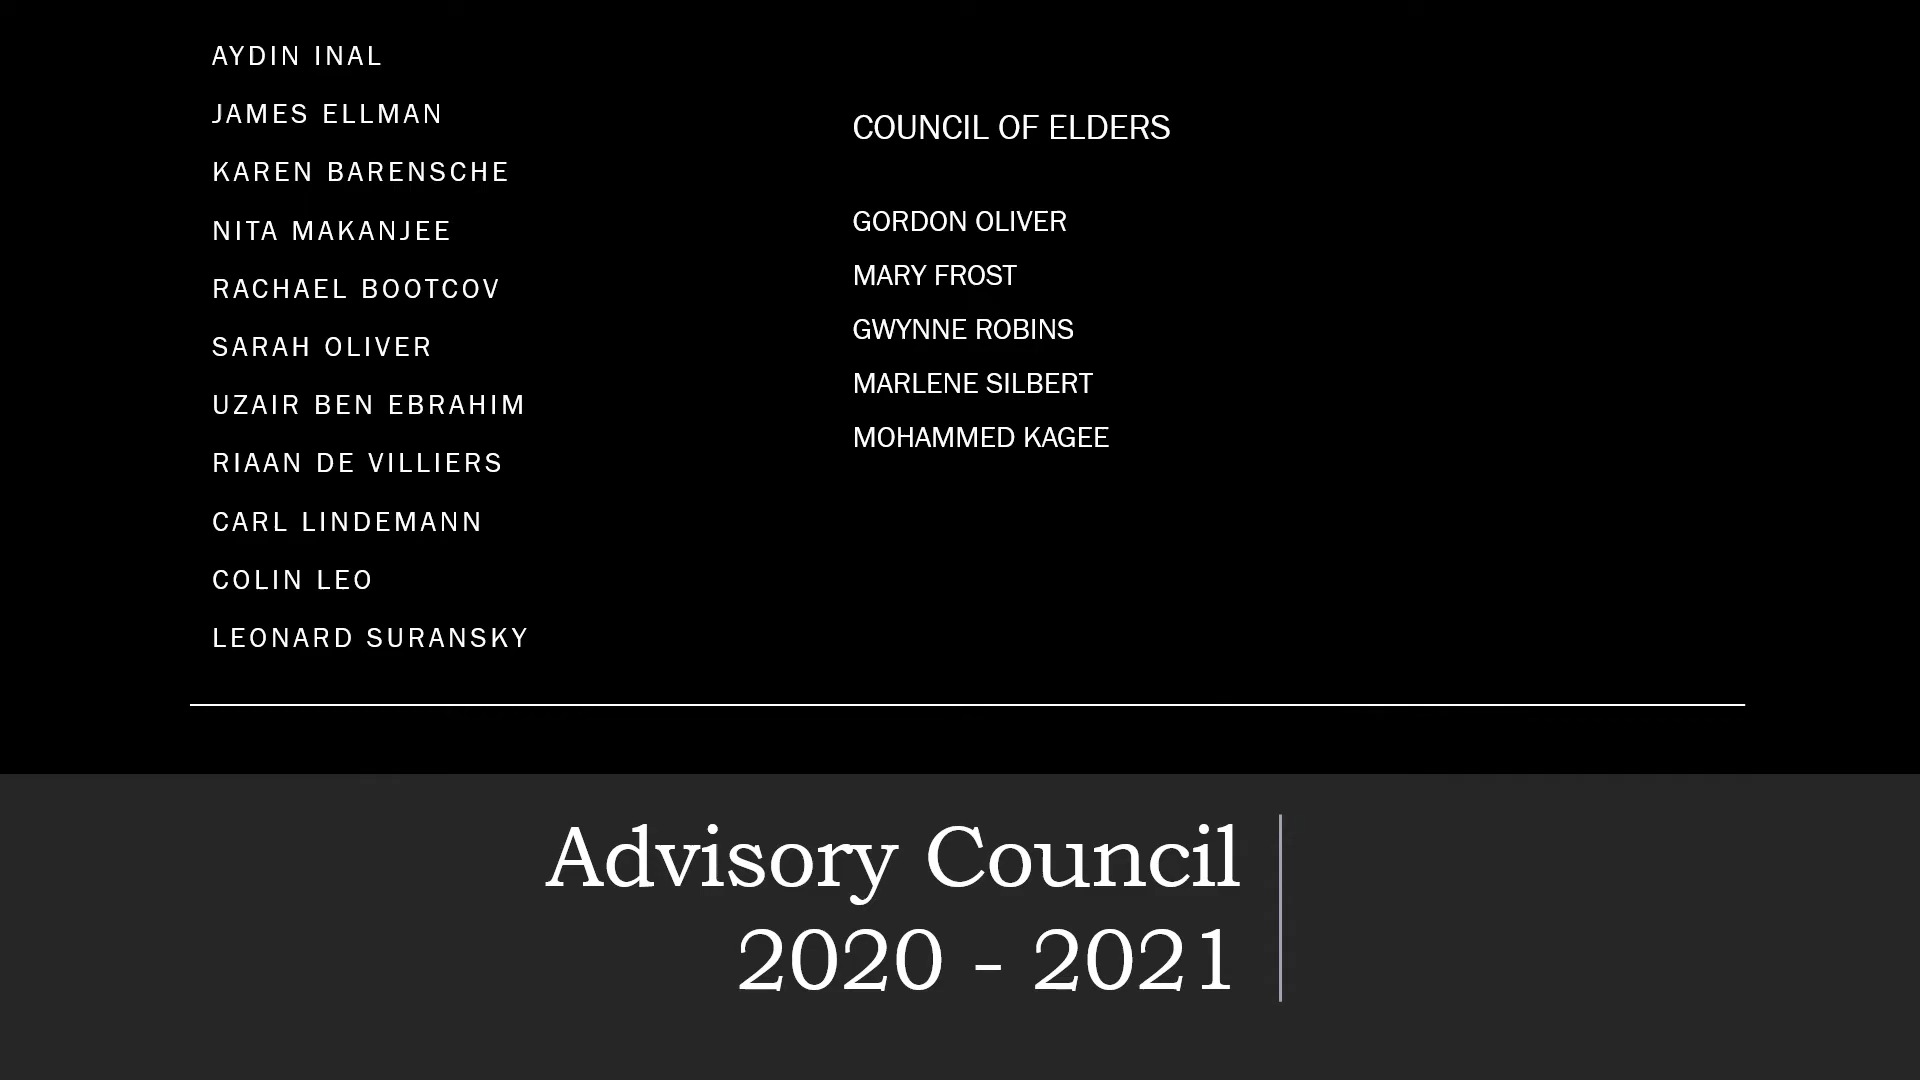 AYDIN INAL
JAMES ELLMAN
KAREN BARENSCHE
NITA MAKANJEE
RACHAEL BOOTCOV
SARAH OLIVER
UZAIR BEN EBRAHIM
RIAAN DE VILLIERS
CARL LINDEMANN
COLIN LEO
LEONARD SURANSKY
COUNCIL OF ELDERS
GORDON OLIVER
MARY FROST
GWYNNE ROBINS
MARLENE SILBERT
MOHAMMED KAGEE
Advisory Council
2020 - 2021